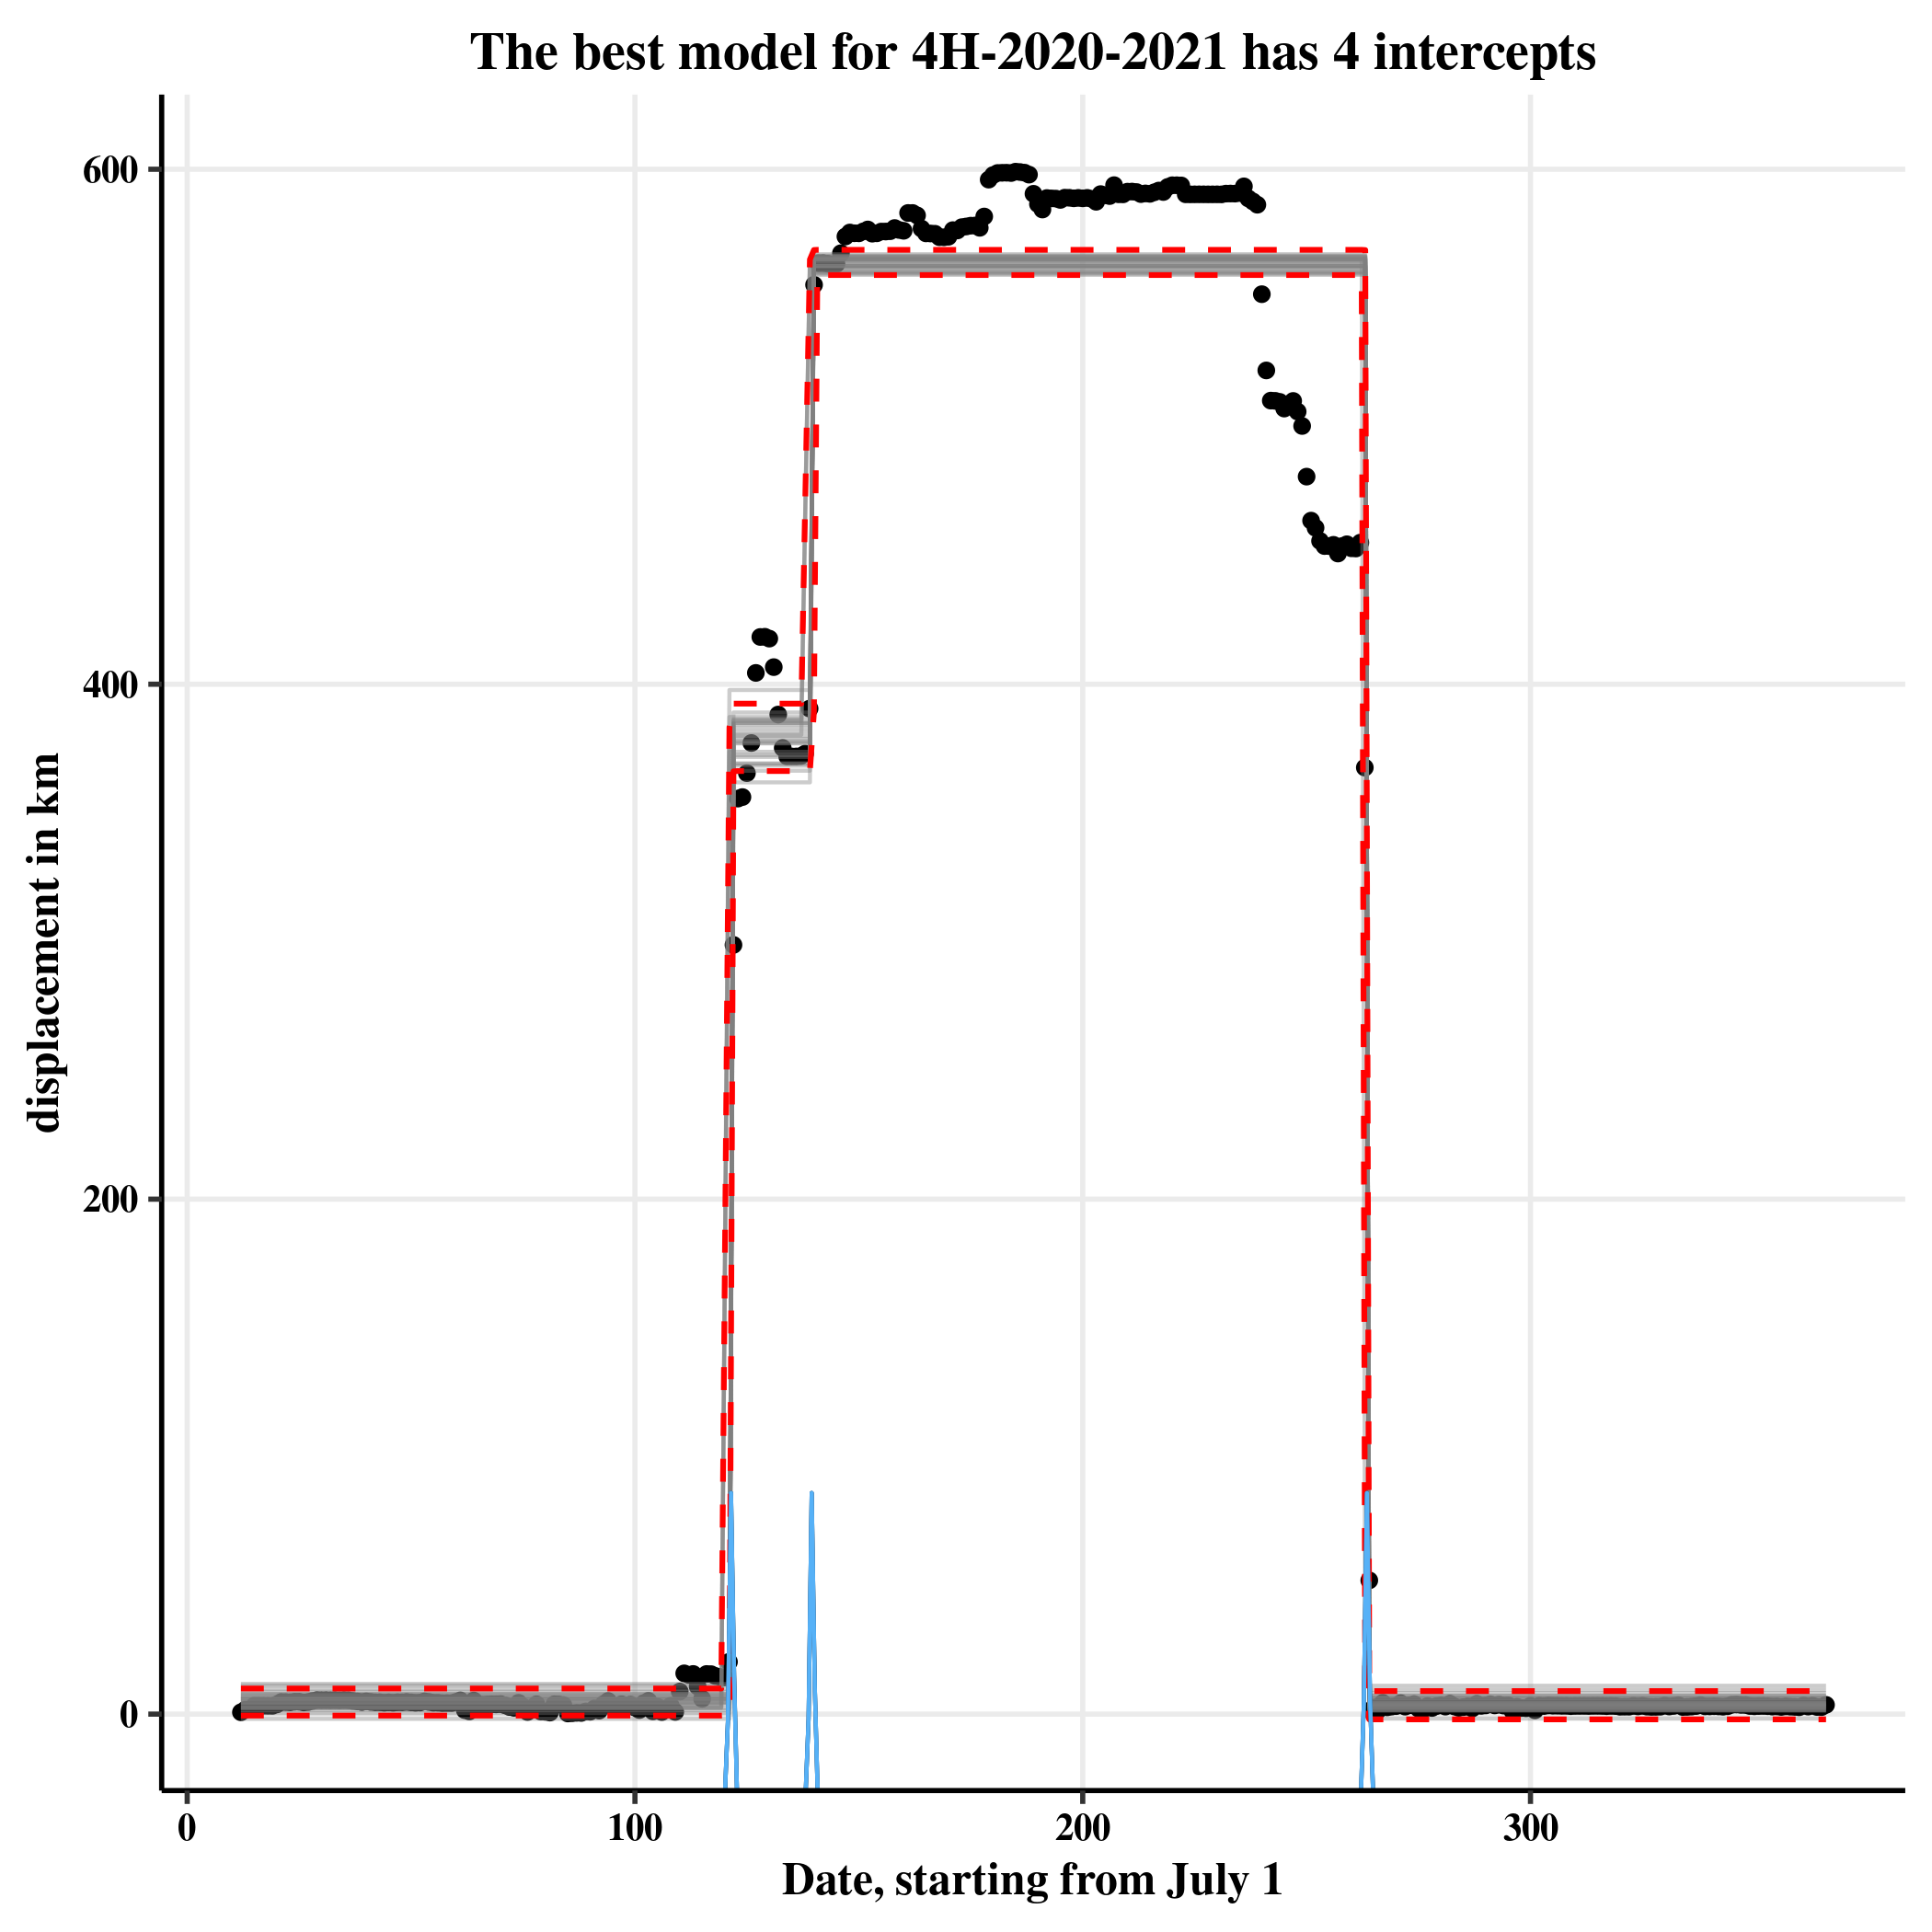 The best model for 4H-2020-2021 has 4 intercepts
600
400
200
0
displacement in km
0 100 200 300
Date, starting from July 1